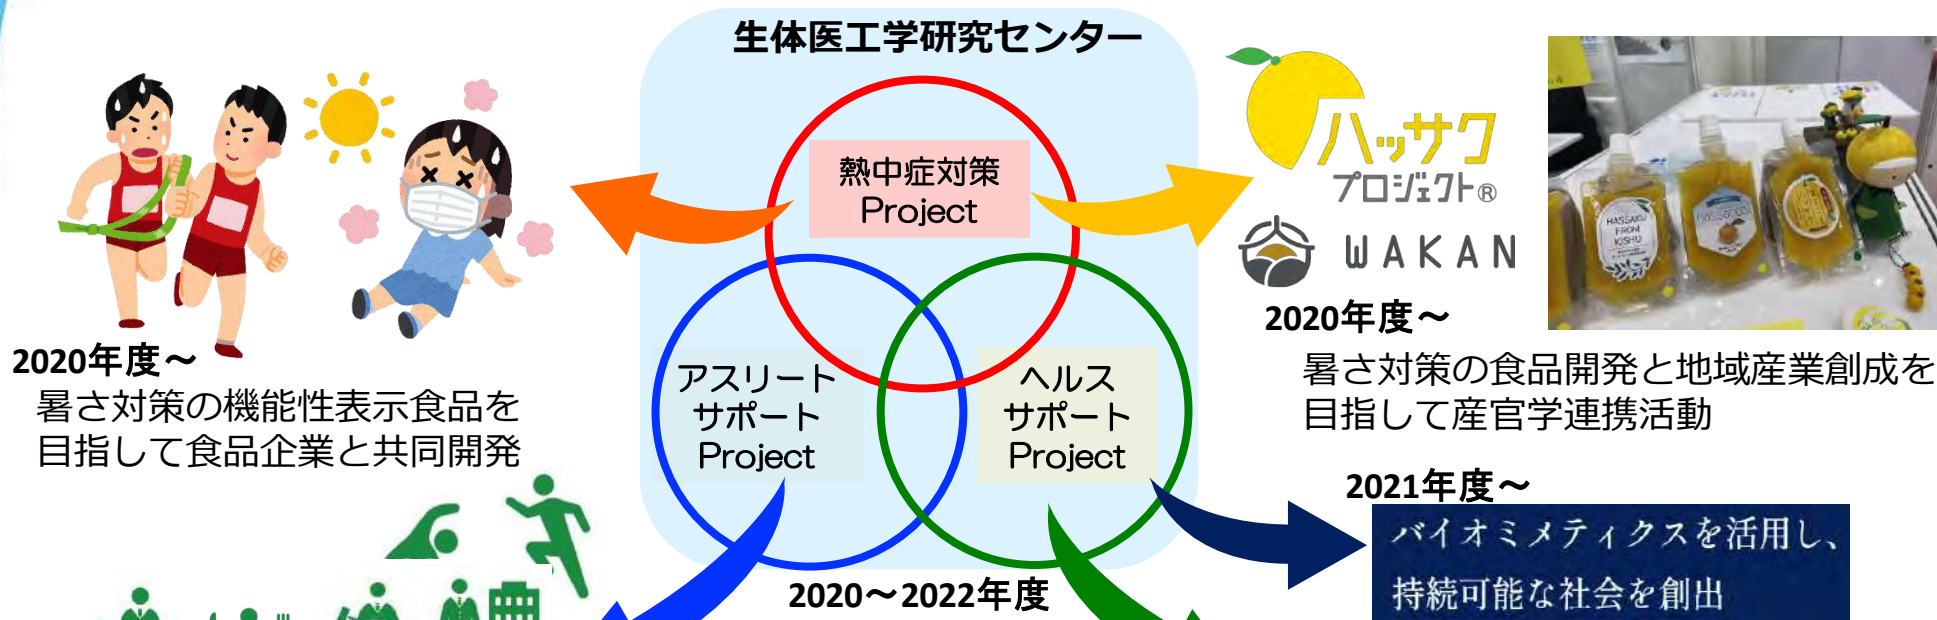 生体医工学研究センター
熱中症対策
Project
アスリート
サポート
Project
ヘルス
サポート
Project
2020～2022年度
2020年度～
暑さ対策の機能性表示食品を
目指して食品企業と共同開発
ハッサク
プロジェクト®
WAKAN
HASSAKU
FROM
KISHU
2020年度～
暑さ対策の食品開発と地域産業創成を
目指して産官学連携活動
2021年度～
バイオミメティクスを活用し、
持続可能な社会を創出